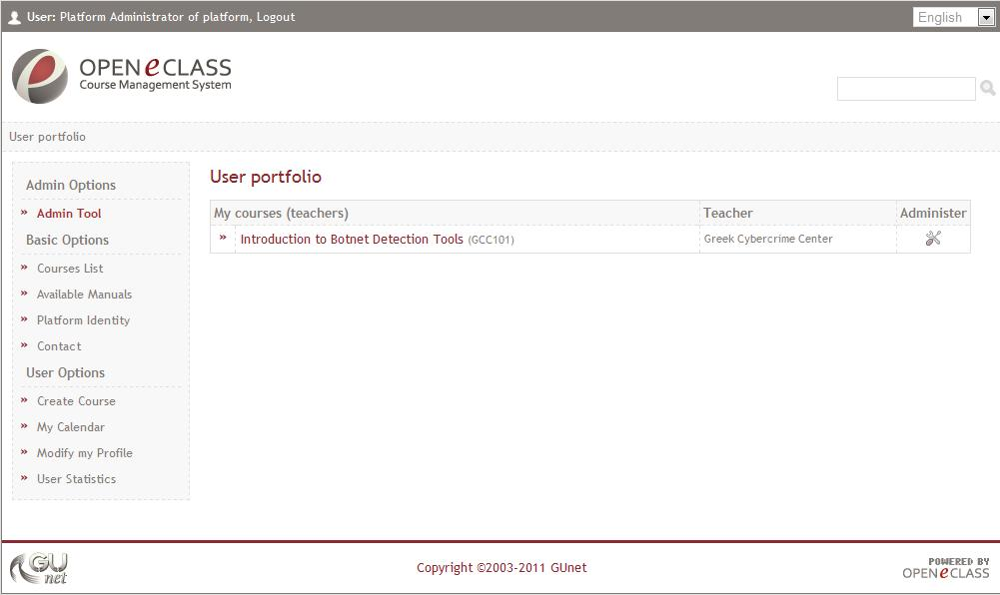 User: Platform Administrator of platform, Logout
English
OPEN eCLASS
Course Management System
User portfolio
Admin Options
» Admin Tool
Basic Options
» Courses List
» Available Manuals
» Platform Identity
» Contact
User Options
» Create Course
» My Calendar
» Modify my Profile
» User Statistics
User portfolio
My courses (teachers) Teacher Administer
» Introduction to Botnet Detection Tools (GCC101) Greek Cybercrime Center
GU
net
Copyright ©2003-2011 GUnet
POWERED BY
OPEN eCLASS